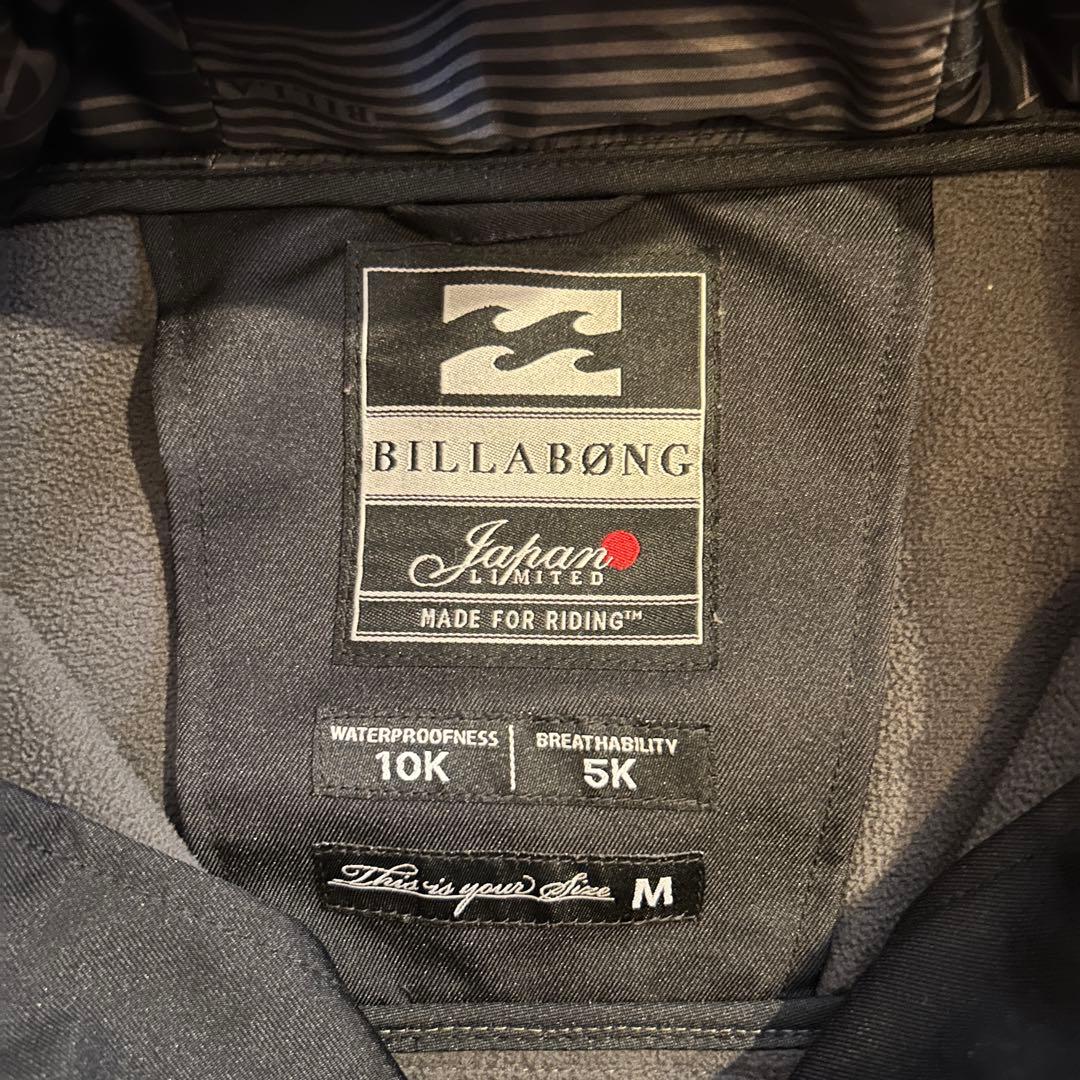 BILLABØNG
Japan
LIMITED
MADE FOR RIDING™
WATERPROOFNESS
10K
BREATHABILITY
5K
This is your Size M